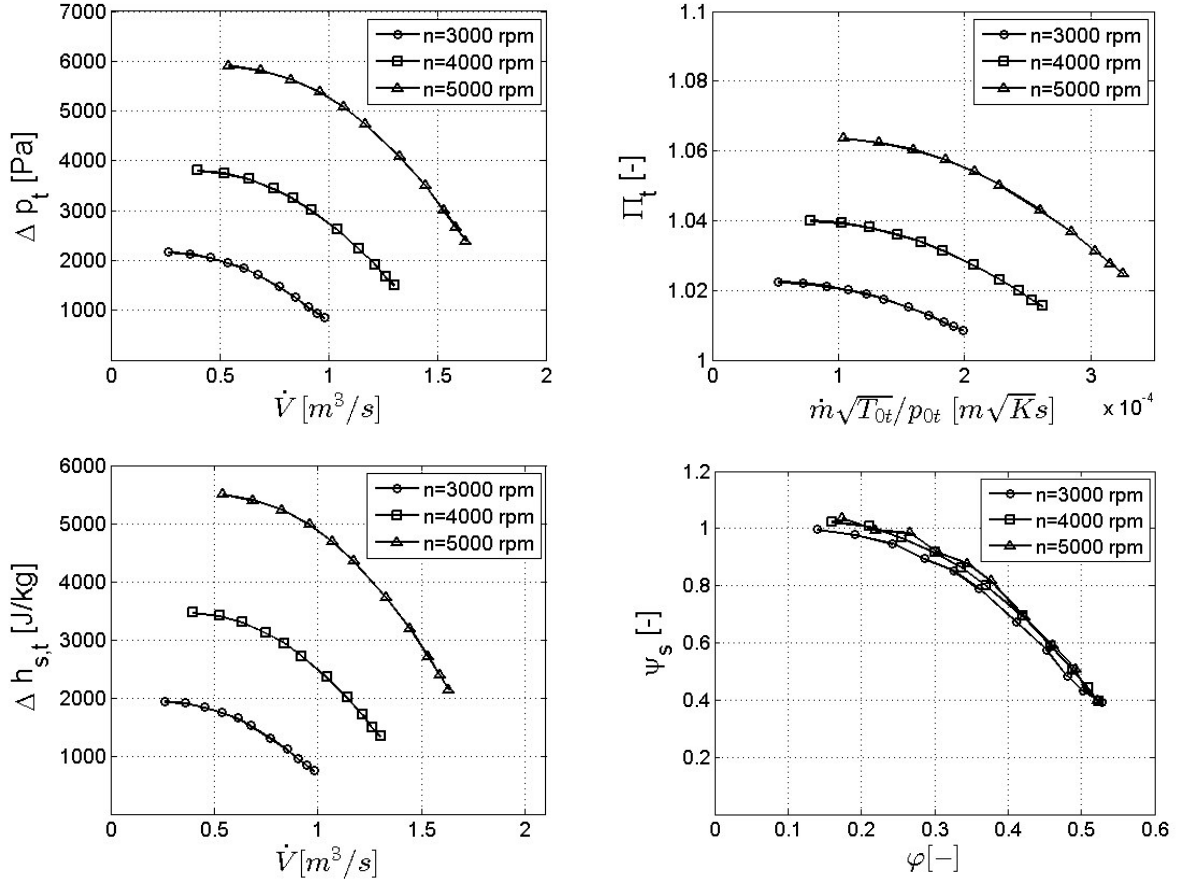 7000
6000
5000
4000
3000
2000
1000
0
0.5
1
1.5
2
Δ p_t [Pa]
V̇ [m³/s]
n=3000 rpm
n=4000 rpm
n=5000 rpm
1.1
1.08
1.06
1.04
1.02
1
0
1
2
3
x 10⁻⁴
Π_t [-]
ṁ√T₀ₜ/p₀ₜ [m√Ks]
n=3000 rpm
n=4000 rpm
n=5000 rpm
6000
5000
4000
3000
2000
1000
0
0.5
1
1.5
2
Δ h_s,t [J/kg]
V̇[m³/s]
n=3000 rpm
n=4000 rpm
n=5000 rpm
1.2
1
0.8
0.6
0.4
0.2
0
0.1
0.2
0.3
0.4
0.5
0.6
ψ_s [-]
φ[−]
n=3000 rpm
n=4000 rpm
n=5000 rpm